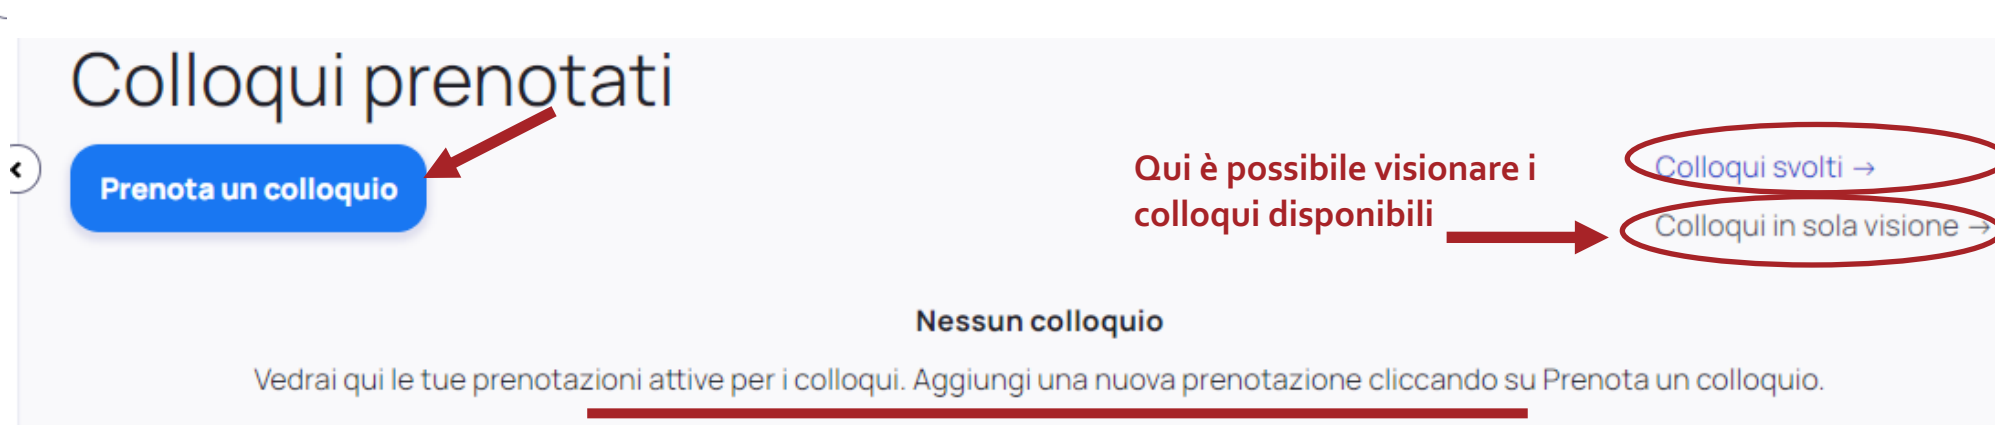 Colloqui prenotati
Prenota un colloquio
Qui è possibile visionare i
colloqui disponibili
Colloqui svolti →
Colloqui in sola visione →
Nessun colloquio
Vedrai qui le tue prenotazioni attive per i colloqui. Aggiungi una nuova prenotazione cliccando su Prenota un colloquio.